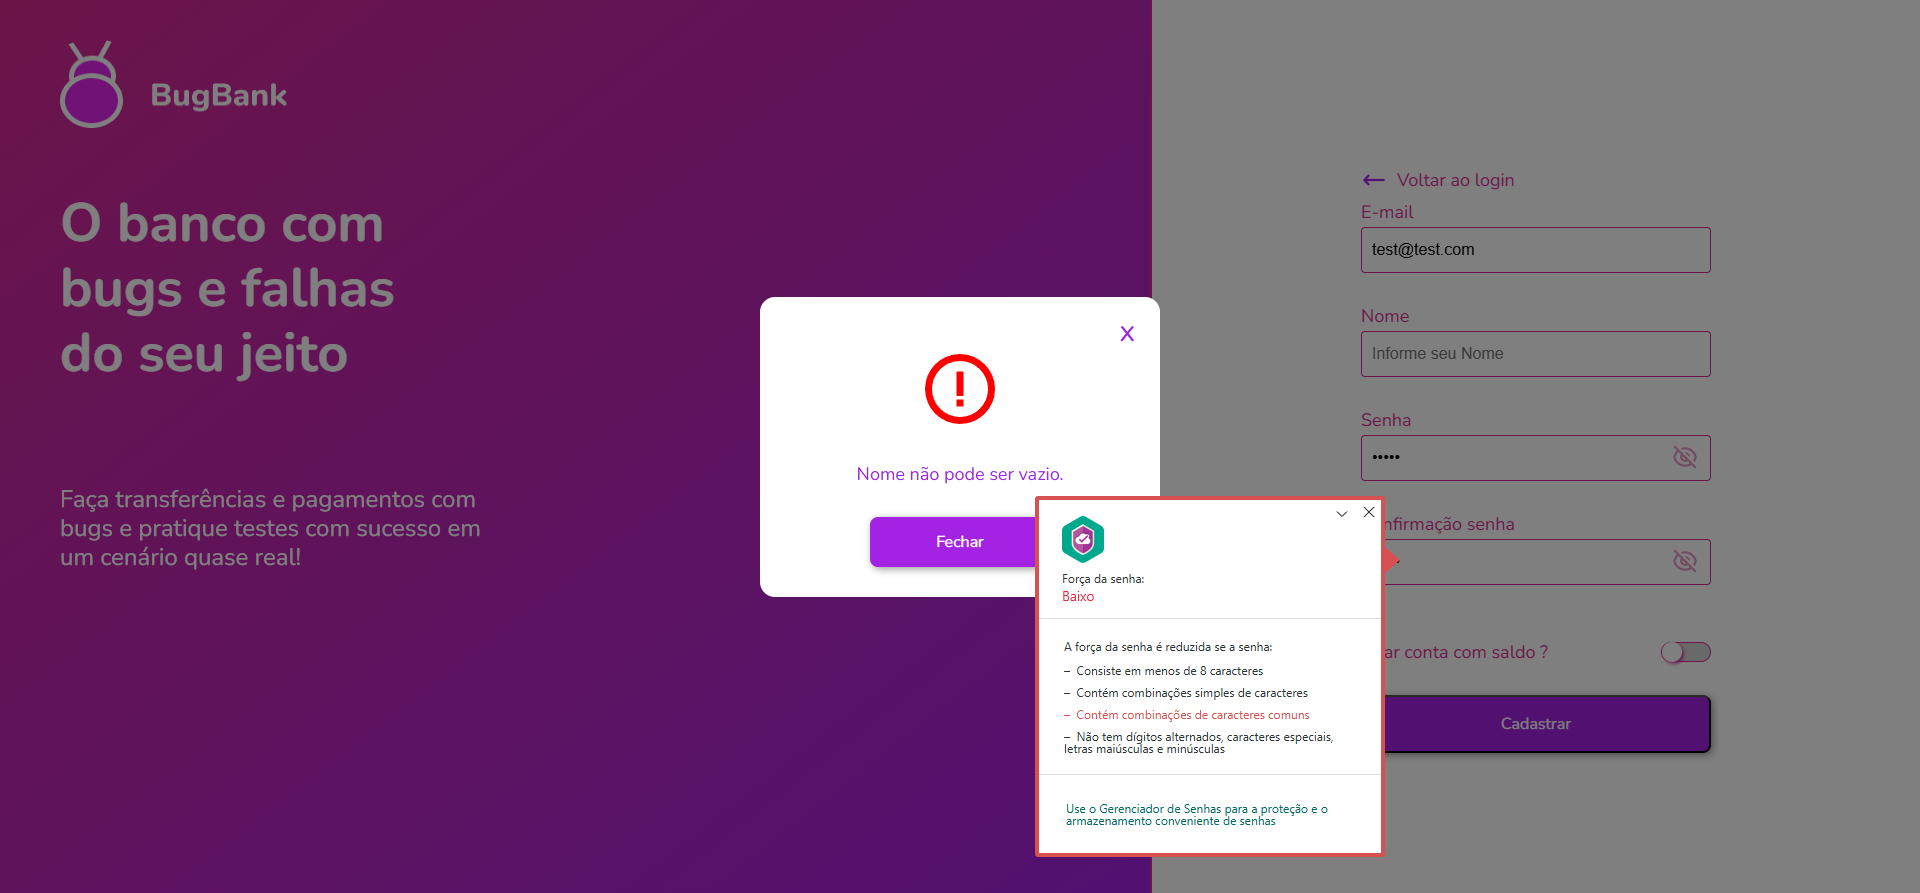 BugBank
O banco com
bugs e falhas
do seu jeito
Faça transferências e pagamentos com
bugs e pratique testes com sucesso em
um cenário quase real!
X
Nome não pode ser vazio.
Fechar
Voltar ao login
E-mail
test@test.com
Nome
Informe seu Nome
Senha
•••••
nfirmação senha
ar conta com saldo ?
Cadastrar
Força da senha:
Baixo
A força da senha é reduzida se a senha:
– Consiste em menos de 8 caracteres
– Contém combinações simples de caracteres
– Contém combinações de caracteres comuns
– Não tem dígitos alternados, caracteres especiais,
letras maiúsculas e minúsculas
Use o Gerenciador de Senhas para a proteção e o
armazenamento conveniente de senhas